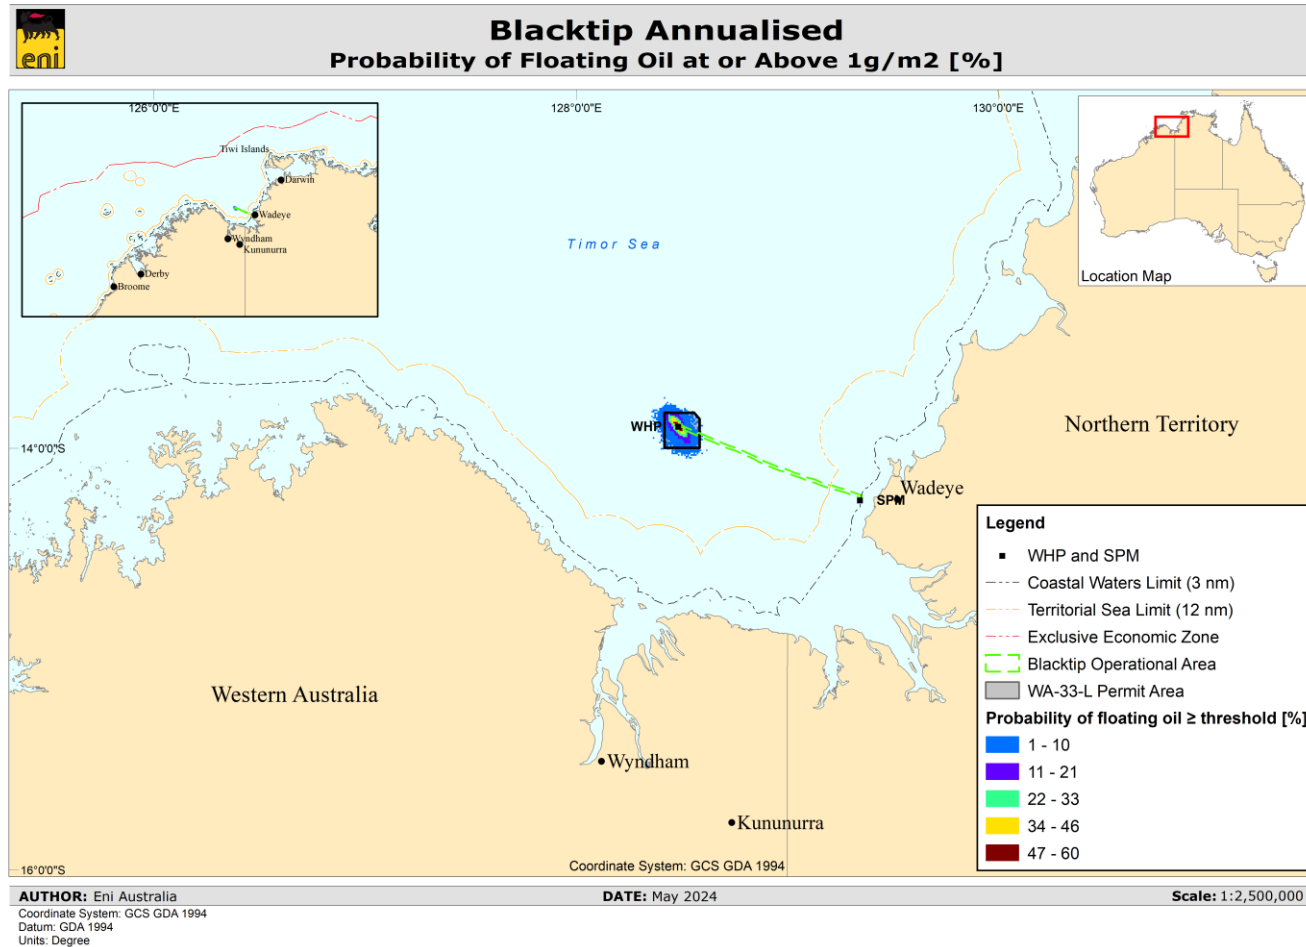 eni
Blacktip Annualised
Probability of Floating Oil at or Above 1g/m2 [%]
126°0'0"E
128°0'0"E
130°0'0"E
Tiwi Islands
Darwin
Wadeye
Wyndham
Kununurra
Derby
Broome
Location Map
Timor Sea
WHP
14°0'0"S
Northern Territory
SPM
Wadeye
Western Australia
Wyndham
Kununurra
16°0'0"S
Coordinate System: GCS GDA 1994
Legend
WHP and SPM
Coastal Waters Limit (3 nm)
Territorial Sea Limit (12 nm)
Exclusive Economic Zone
Blacktip Operational Area
WA-33-L Permit Area
Probability of floating oil ≥ threshold [%]
1 - 10
11 - 21
22 - 33
34 - 46
47 - 60
AUTHOR: Eni Australia
DATE: May 2024
Scale: 1:2,500,000
Coordinate System: GCS GDA 1994
Datum: GDA 1994
Units: Degree